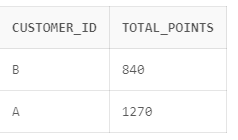 CUSTOMER_ID TOTAL_POINTS
B 840
A 1270